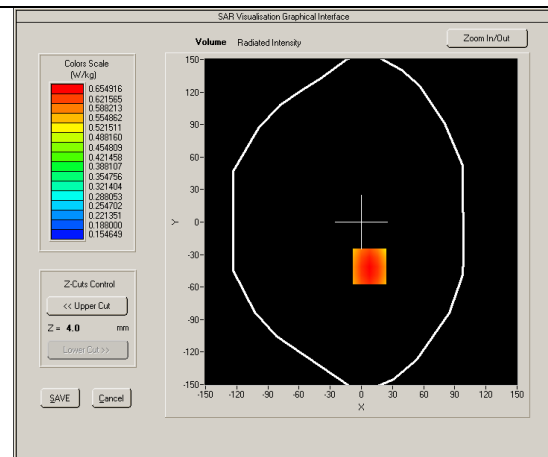 SAR Visualisation Graphical Interface
Volume Radiated Intensity
Zoom In/Out
Colors Scale
(W/kg)
0.654916
0.621565
0.588213
0.554862
0.521511
0.488160
0.454809
0.421458
0.388107
0.354756
0.321404
0.288053
0.254702
0.221351
0.188000
0.154649
Z-Cuts Control
<< Upper Cut
Z = 4.0 mm
Lower Cut >>
SAVE Cancel
150
120
90
60
30
Y 0
-30
-60
-90
-120
-150
-150 -120 -90 -60 -30 0 30 60 90 120 150
X